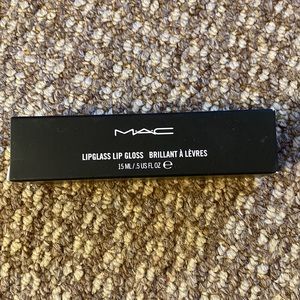 MAC
LIPGLASS LIP GLOSS BRILLANT À LÈVRES
15 ML / .5 US FL OZ ℮